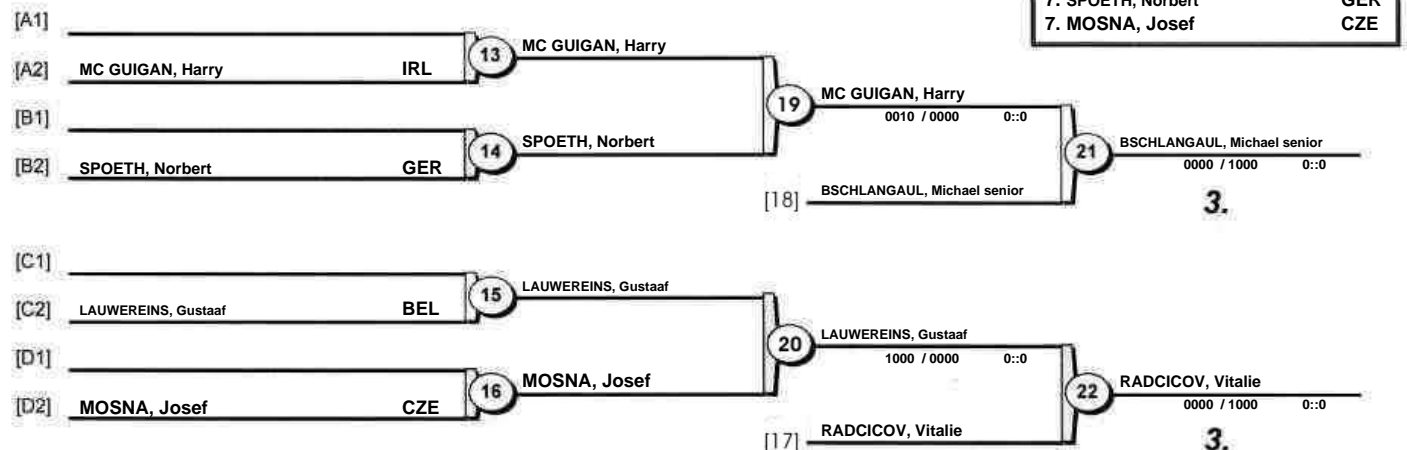 7. SPOETH, Norbert GER
7. MOSNA, Josef CZE
[A1]
[A2] MC GUIGAN, Harry IRL
13
MC GUIGAN, Harry
[B1]
[B2] SPOETH, Norbert GER
14
SPOETH, Norbert
19
MC GUIGAN, Harry
0010 / 0000 0::0
[18] BSCHLANGAUL, Michael senior
21
BSCHLANGAUL, Michael senior
0000 / 1000 0::0
3.
[C1]
[C2] LAUWEREINS, Gustaaf BEL
15
LAUWEREINS, Gustaaf
[D1]
[D2] MOSNA, Josef CZE
16
MOSNA, Josef
20
LAUWEREINS, Gustaaf
1000 / 0000 0::0
[17] RADCICOV, Vitalie
22
RADCICOV, Vitalie
0000 / 1000 0::0
3.